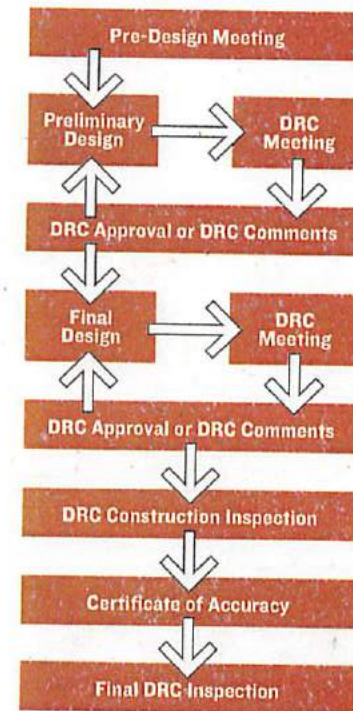 Pre-Design Meeting
Preliminary
Design
DRC
Meeting
DRC Approval or DRC Comments
Final
Design
DRC
Meeting
DRC Approval or DRC Comments
DRC Construction Inspection
Certificate of Accuracy
Final DRC Inspection